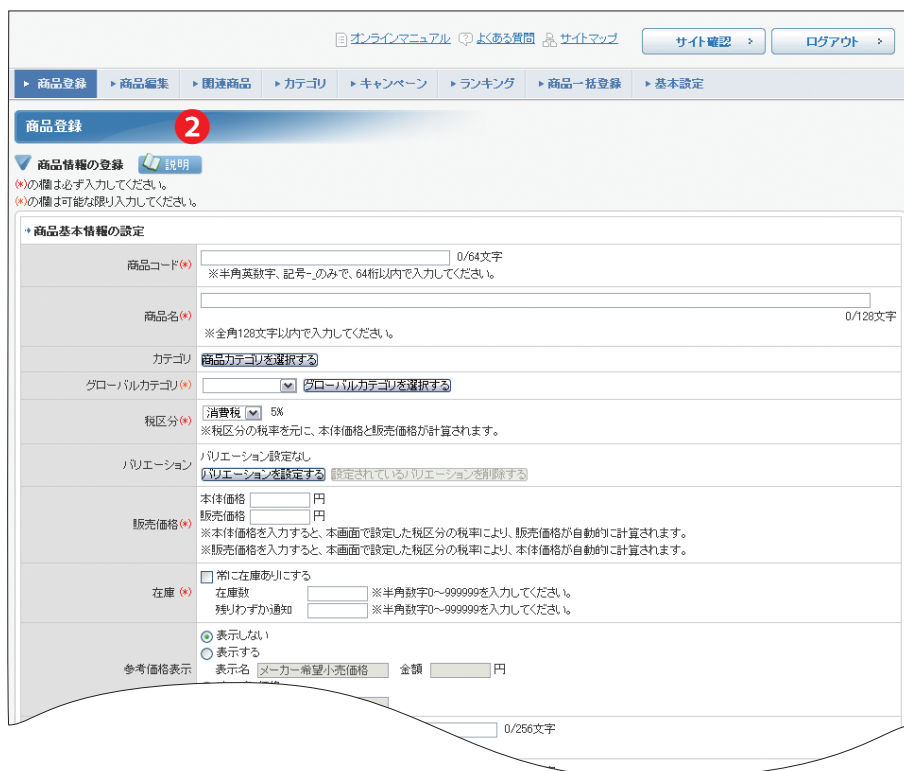 オンラインマニュアル よくある質問 サイトマップ サイト確認 ログアウト
商品登録 商品編集 関連商品 カテゴリ キャンペーン ランキング 商品一括登録 基本設定
商品登録 2
商品情報の登録 説明
(*)の欄は必ず入力してください。
(*)の欄は可能な限り入力してください。
商品基本情報の設定
商品コード(*) 0/64文字
※半角英数字、記号-_のみで、64桁以内で入力してください。
商品名(*) 0/128文字
※全角128文字以内で入力してください。
カテゴリ 商品カテゴリを選択する
グローバルカテゴリ(*) グローバルカテゴリを選択する
税区分(*) 消費税 5%
※税区分の税率を元に、本体価格と販売価格が計算されます。
バリエーション バリエーション設定なし
バリエーションを設定する 設定されているバリエーションを削除する
販売価格(*) 本体価格 円
販売価格 円
※本体価格を入力すると、本画面で設定した税区分の税率により、販売価格が自動的に計算されます。
※販売価格を入力すると、本画面で設定した税区分の税率により、本体価格が自動的に計算されます。
在庫 (*) 常に在庫ありにする
在庫数 ※半角数字0~999999を入力してください。
残りわずか通知 ※半角数字0~999999を入力してください。
参考価格表示 表示しない
表示する
表示名 メーカー希望小売価格 金額 円
0/256文字